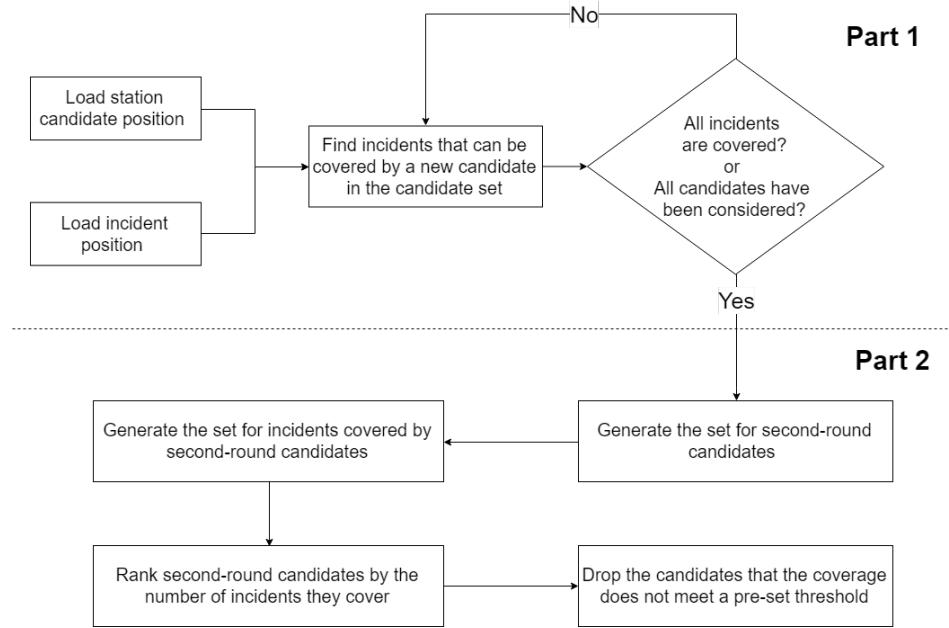 No
Part 1
Load station
candidate position
Find incidents that can be
covered by a new candidate
in the candidate set
All incidents
are covered?
or
All candidates have
been considered?
Load incident
position
Yes
Part 2
Generate the set for incidents covered by
second-round candidates
Generate the set for second-round
candidates
Rank second-round candidates by the
number of incidents they cover
Drop the candidates that the coverage
does not meet a pre-set threshold